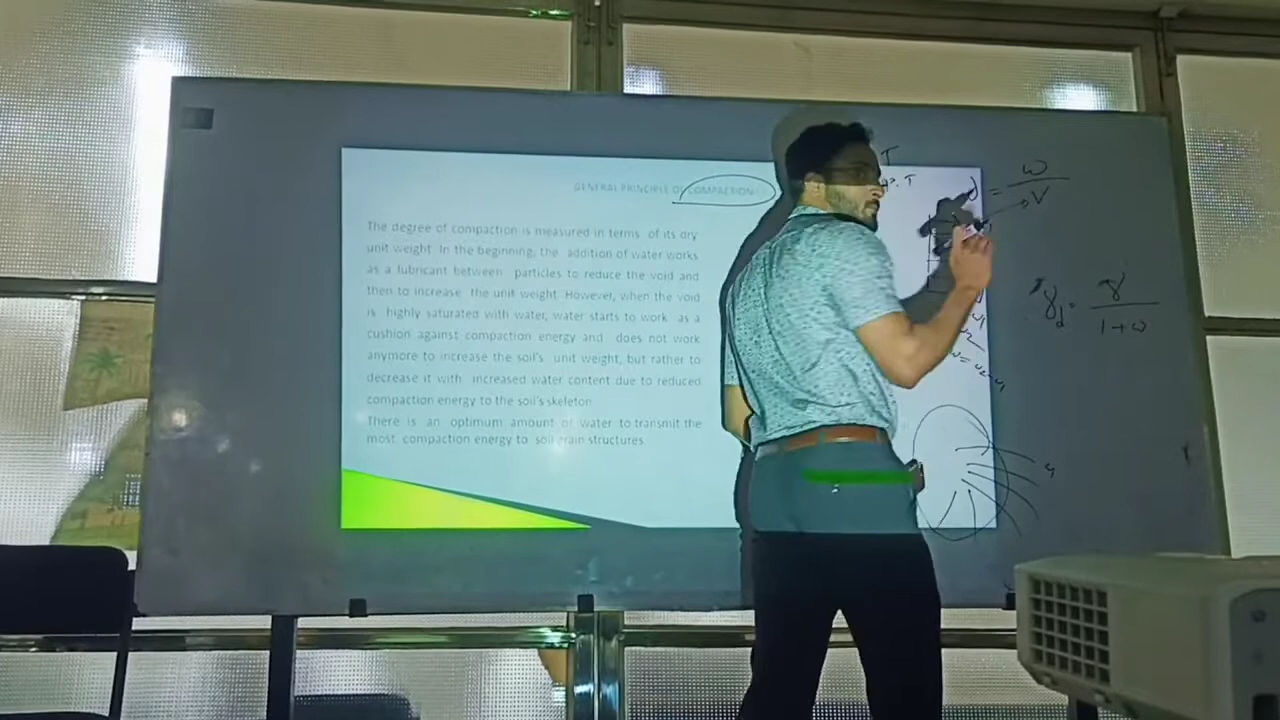 GENERAL PRINCIPLE OF COMPACTION
The degree of compaction is measured in terms of its dry
unit weight. In the beginning, the addition of water works
as a lubricant between particles to reduce the void and
then to increase the unit weight. However, when the void
is highly saturated with water, water starts to work as a
cushion against compaction energy and does not work
anymore to increase the soil's unit weight, but rather to
decrease it with increased water content due to reduced
compaction energy to the soil's skeleton.
There is an optimum amount of water to transmit the
most compaction energy to soil grain structures.
d = ω / V
γd = γ / 1+ω